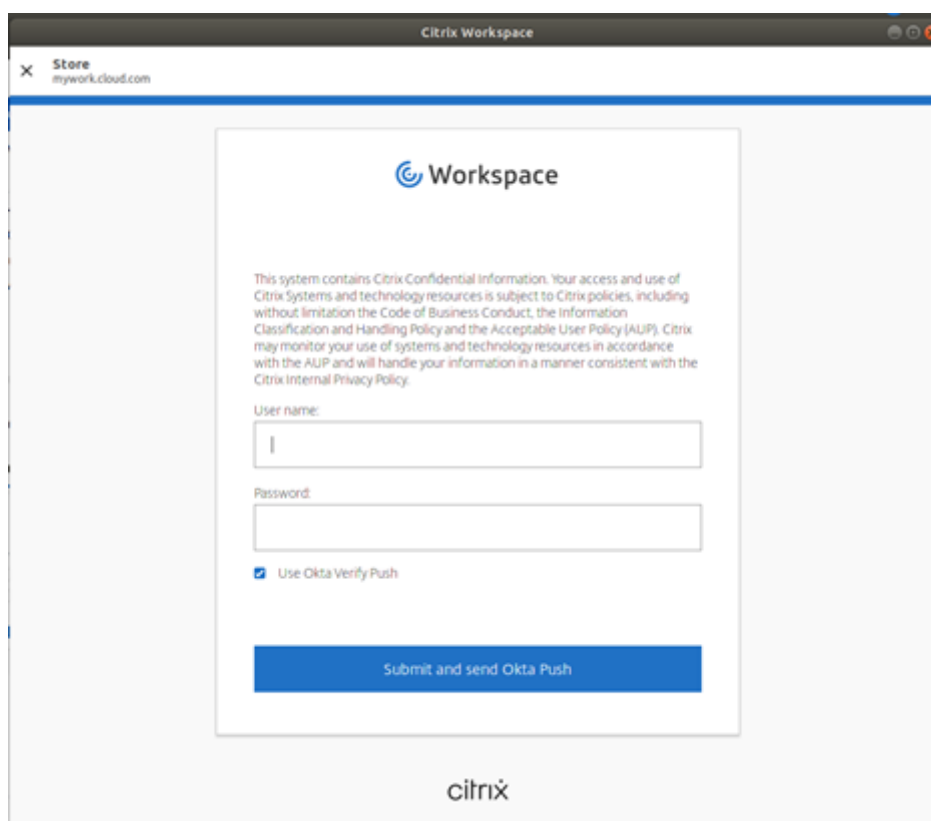 Citrix Workspace
Store
mywork.cloud.com
Workspace
This system contains Citrix Confidential Information. Your access and use of
Citrix Systems and technology resources is subject to Citrix policies, including
without limitation the Code of Business Conduct, the Information
Classification and Handling Policy and the Acceptable User Policy (AUP). Citrix
may monitor your use of systems and technology resources in accordance
with the AUP and will handle your information in a manner consistent with the
Citrix Internal Privacy Policy.
User name:
Password:
Use Okta Verify Push
Submit and send Okta Push
citrix